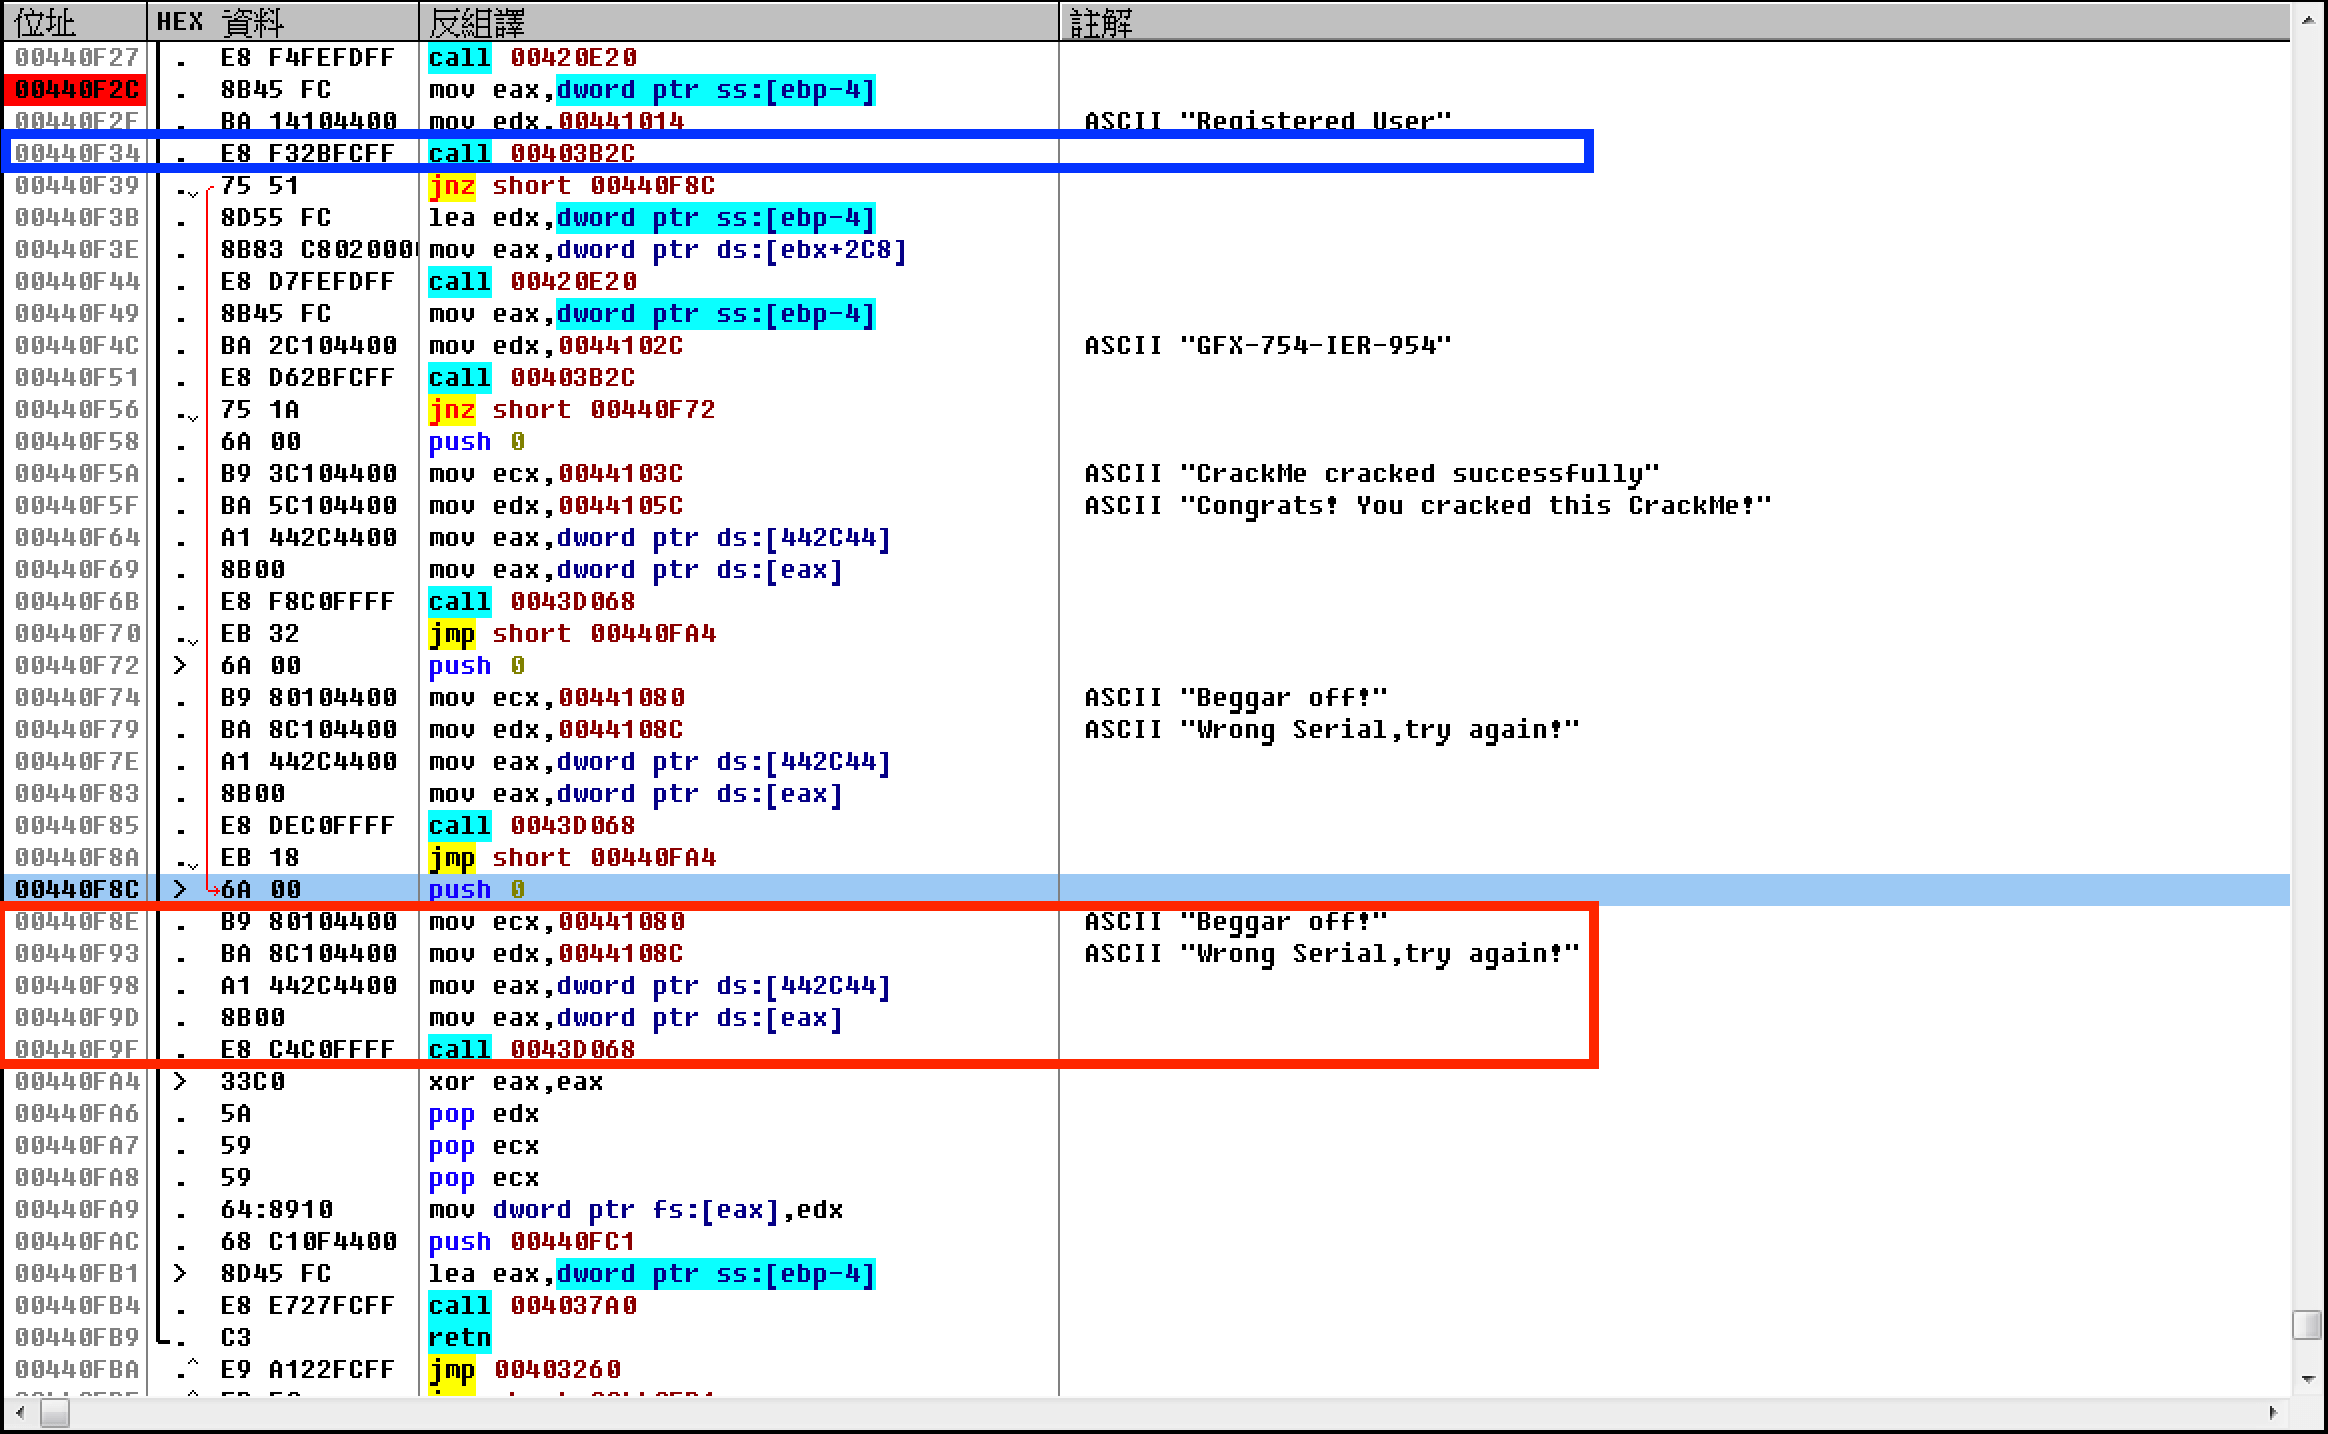 位址 HEX 資料 反組譯 註解
00440F27 . E8 F4FEFDFF call 00420E20
00440F2C . 8B45 FC mov eax,dword ptr ss:[ebp-4]
00440F2F . BA 14104400 mov edx,00441014 ASCII "Registered User"
00440F34 . E8 F32BFCFF call 00403B2C
00440F39 .v 75 51 jnz short 00440F8C
00440F3B . 8D55 FC lea edx,dword ptr ss:[ebp-4]
00440F3E . 8B83 C8020000 mov eax,dword ptr ds:[ebx+2C8]
00440F44 . E8 D7FEFDFF call 00420E20
00440F49 . 8B45 FC mov eax,dword ptr ss:[ebp-4]
00440F4C . BA 2C104400 mov edx,0044102C ASCII "GFX-754-IER-954"
00440F51 . E8 D62BFCFF call 00403B2C
00440F56 .v 75 1A jnz short 00440F72
00440F58 . 6A 00 push 0
00440F5A . B9 3C104400 mov ecx,0044103C ASCII "CrackMe cracked successfully"
00440F5F . BA 5C104400 mov edx,0044105C ASCII "Congrats! You cracked this CrackMe!"
00440F64 . A1 442C4400 mov eax,dword ptr ds:[442C44]
00440F69 . 8B00 mov eax,dword ptr ds:[eax]
00440F6B . E8 F8C0FFFF call 0043D068
00440F70 .v EB 32 jmp short 00440FA4
00440F72 > 6A 00 push 0
00440F74 . B9 80104400 mov ecx,00441080 ASCII "Beggar off!"
00440F79 . BA 8C104400 mov edx,0044108C ASCII "Wrong Serial,try again!"
00440F7E . A1 442C4400 mov eax,dword ptr ds:[442C44]
00440F83 . 8B00 mov eax,dword ptr ds:[eax]
00440F85 . E8 DEC0FFFF call 0043D068
00440F8A .v EB 18 jmp short 00440FA4
00440F8C > 6A 00 push 0
00440F8E . B9 80104400 mov ecx,00441080 ASCII "Beggar off!"
00440F93 . BA 8C104400 mov edx,0044108C ASCII "Wrong Serial,try again!"
00440F98 . A1 442C4400 mov eax,dword ptr ds:[442C44]
00440F9D . 8B00 mov eax,dword ptr ds:[eax]
00440F9F . E8 C4C0FFFF call 0043D068
00440FA4 > 33C0 xor eax,eax
00440FA6 . 5A pop edx
00440FA7 . 59 pop ecx
00440FA8 . 59 pop ecx
00440FA9 . 64:8910 mov dword ptr fs:[eax],edx
00440FAC . 68 C10F4400 push 00440FC1
00440FB1 > 8D45 FC lea eax,dword ptr ss:[ebp-4]
00440FB4 . E8 E727FCFF call 004037A0
00440FB9 . C3 retn
00440FBA .^ E9 A122FCFF jmp 00403260